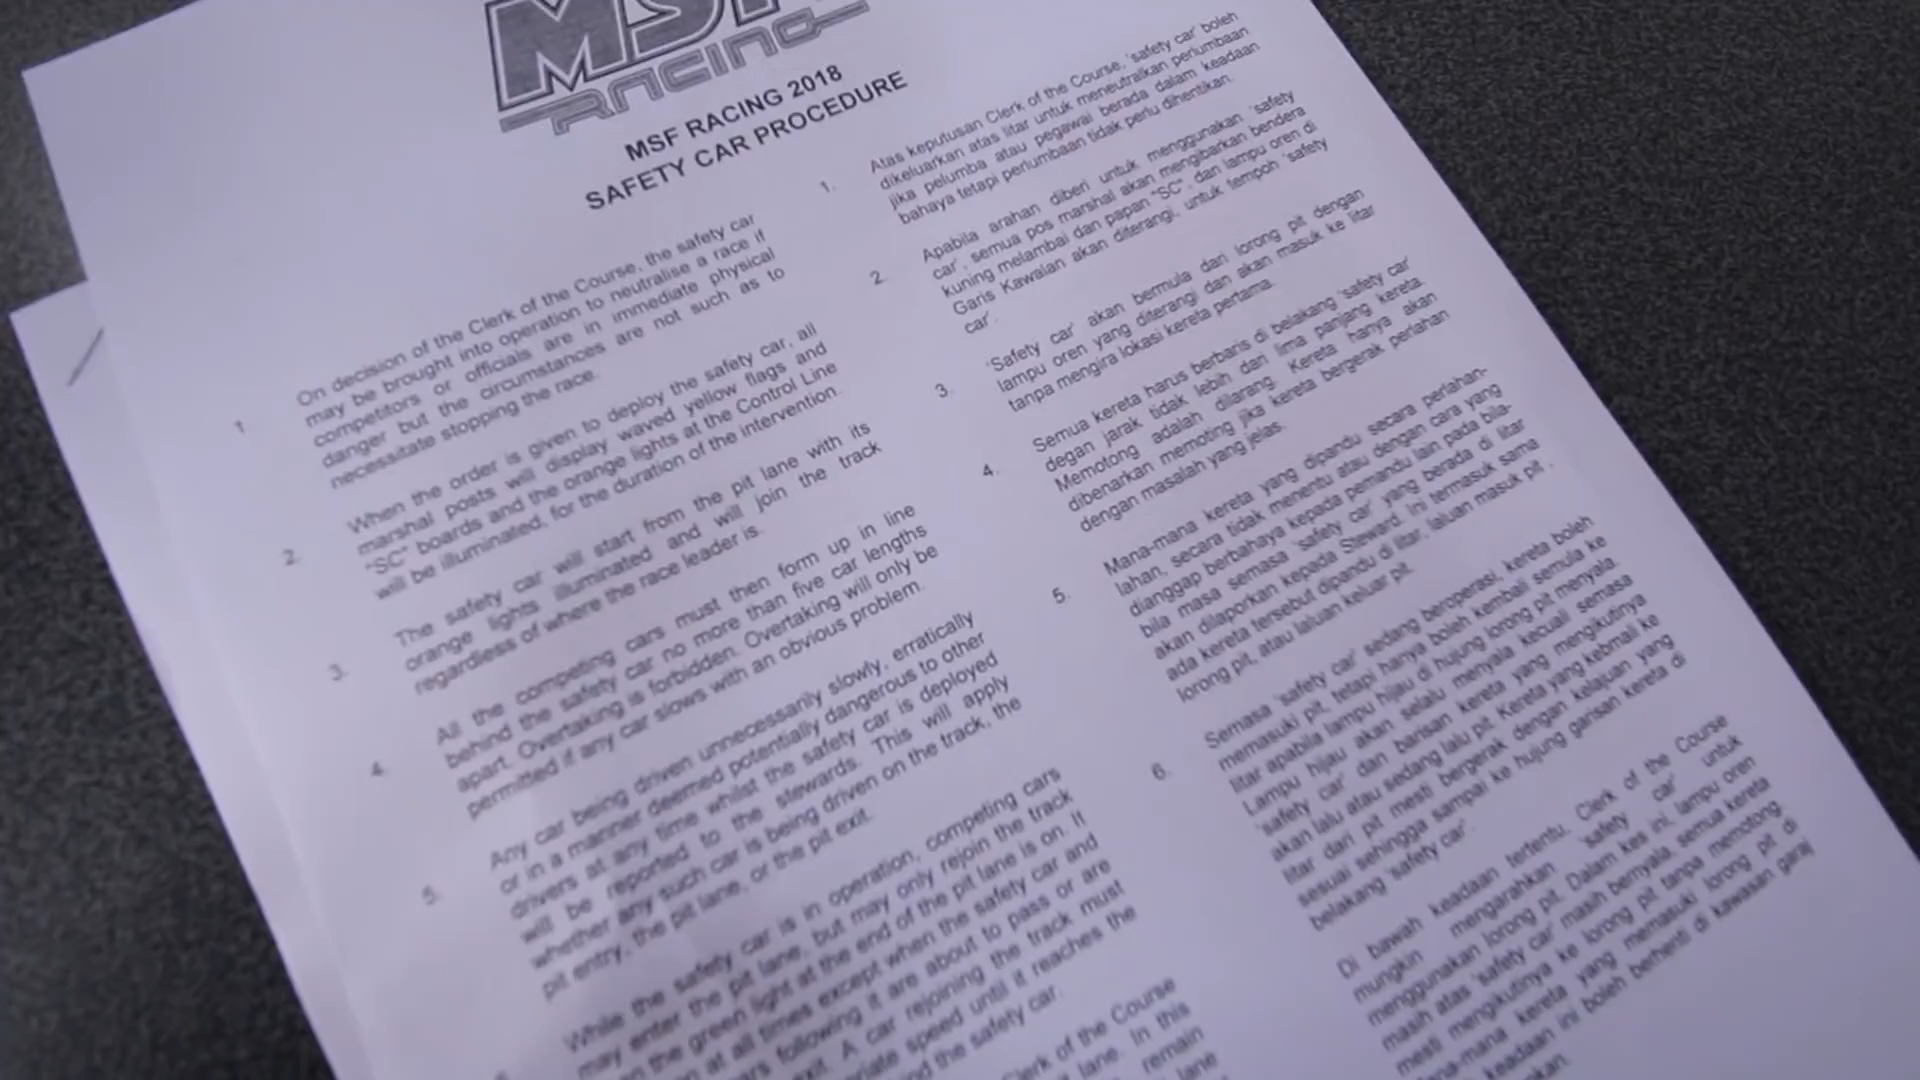 MSF
RACING
MSF RACING 2018
SAFETY CAR PROCEDURE
1. On decision of the Clerk of the Course, the safety car
may be brought into operation to neutralise a race if
competitors or officials are in immediate physical
danger but the circumstances are not such as to
necessitate stopping the race.
2. When the order is given to deploy the safety car, all
marshal posts will display waved yellow flags and
"SC" boards and the orange lights at the Control Line
will be illuminated, for the duration of the intervention.
3. The safety car will start from the pit lane with its
orange lights illuminated and will join the track
regardless of where the race leader is.
4. All the competing cars must then form up in line
behind the safety car no more than five car lengths
apart. Overtaking is forbidden. Overtaking will only be
permitted if any car slows with an obvious problem.
5. Any car being driven unnecessarily slowly, erratically
or in a manner deemed potentially dangerous to other
drivers at any time whilst the safety car is deployed
will be reported to the stewards. This will apply
whether any such car is being driven on the track, the
pit entry, the pit lane, or the pit exit.
While the safety car is in operation, competing cars
may enter the pit lane, but may only rejoin the track
the green light at the end of the pit lane is on. It
on at all times except when the safety car and
following it are about to pass or are
exit. A car rejoining the track must
speed until it reaches the
the safety car.
Clerk of the Course
lane. In this
remain
lane
1. Atas keputusan Clerk of the Course, 'safety car' boleh
dikeluarkan atas litar untuk meneutralkan perlumbaan
jika pelumba atau pegawai berada dalam keadaan
bahaya tetapi perlumbaan tidak perlu dihentikan.
2. Apabila arahan diberi untuk menggunakan 'safety
car', semua pos marshal akan mengibarkan bendera
kuning melambai dan papan "SC", dan lampu oren di
Garis Kawalan akan diterangi, untuk tempoh 'safety
car'.
3. 'Safety car' akan bermula dari lorong pit dengan
lampu oren yang diterangi dan akan masuk ke litar
tanpa mengira lokasi kereta pertama.
4. Semua kereta harus berbaris di belakang 'safety car'
degan jarak tidak lebih dari lima panjang kereta.
Memotong adalah dilarang. Kereta hanya akan
dibenarkan memoting jika kereta bergerak perlahan
dengan masalah yang jelas.
5. Mana-mana kereta yang dipandu secara perlahan-
lahan, secara tidak menentu atau dengan cara yang
dianggap berbahaya kepada pemandu lain pada bila-
bila masa semasa 'safety car' yang berada di litar
akan dilaporkan kepada Steward. Ini termasuk sama
ada kereta tersebut dipandu di litar, laluan masuk pit ,
lorong pit, atau laluan keluar pit.
6. Semasa 'safety car' sedang beroperasi, kereta boleh
memasuki pit, tetapi hanya boleh kembali semula ke
litar apabila lampu hijau di hujung lorong pit menyala.
Lampu hijau akan selalu menyala kecuali semasa
'safety car' dan barisan kereta yang mengikutinya
akan lalu atau sedang lalu pit. Kereta yang kebmali ke
litar dari pit mesti bergerak dengan kelajuan yang
sesuai sehingga sampai ke hujung garisan kereta di
belakang 'safety car'.
Di bawah keadaan tertentu, Clerk of the Course
mungkin mengarahkan 'safety car' untuk
menggunakan lorong pit. Dalam kes ini, lampu oren
masih atas 'safety car' masih bernyala, semua kereta
mesti mengikutinya ke lorong pit tanpa memotong.
kereta yang memasuki lorong pit di
keadaan ini boleh berhenti di kawasan garaj